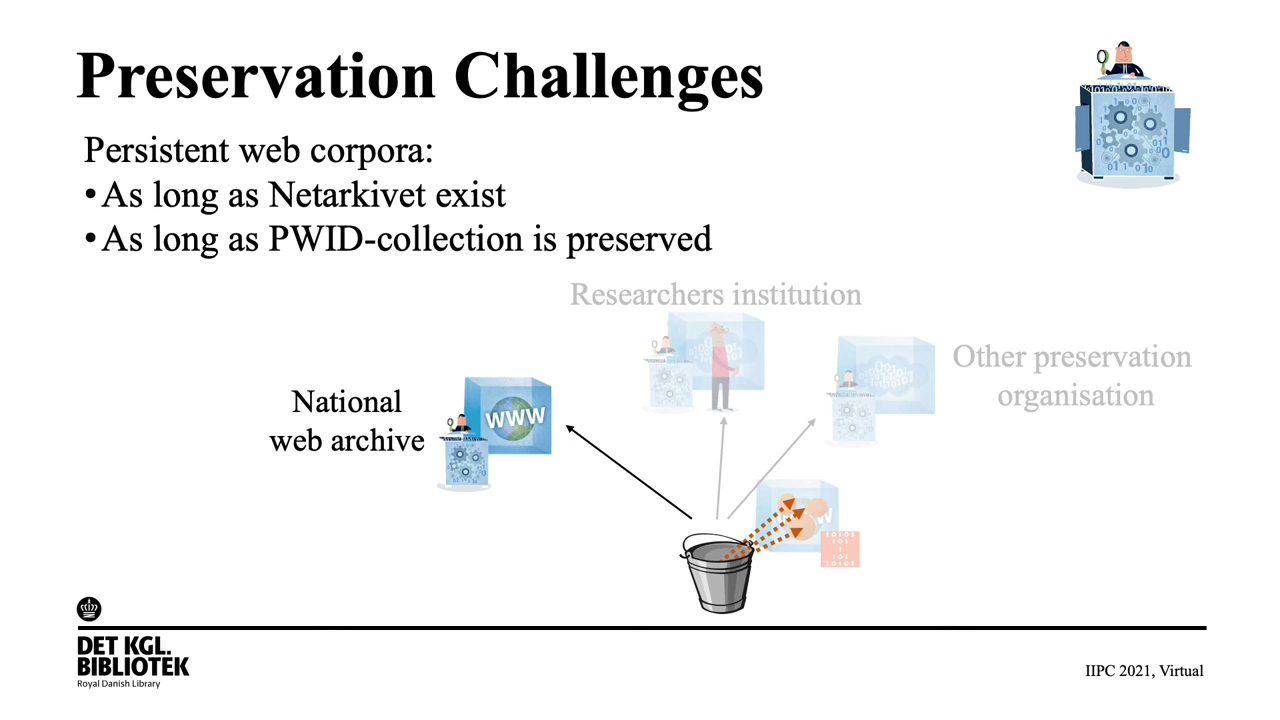 Preservation Challenges
Persistent web corpora:
• As long as Netarkivet exist
• As long as PWID-collection is preserved
Researchers institution
Other preservation
organisation
National
web archive
WWW
DET KGL.
BIBLIOTEK
Royal Danish Library
IIPC 2021, Virtual